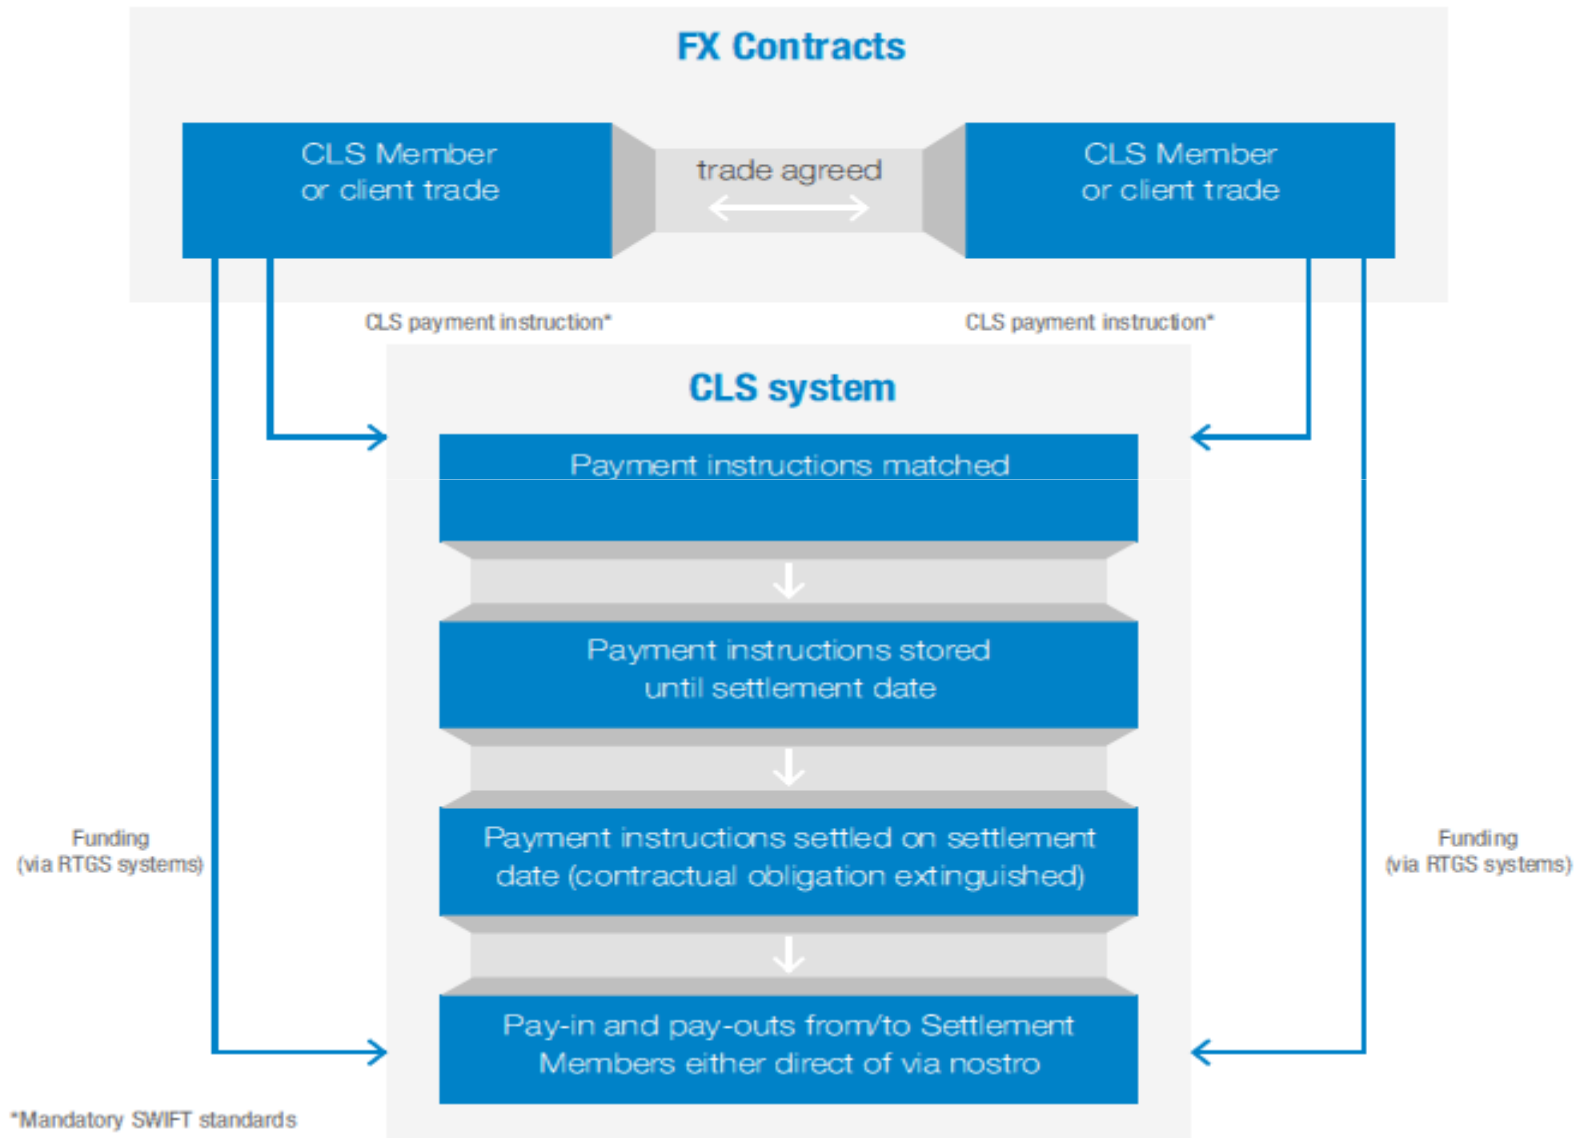 FX Contracts
CLS Member
or client trade
trade agreed
CLS Member
or client trade
CLS payment instruction*
CLS payment instruction*
CLS system
Payment instructions matched
Payment instructions stored
until settlement date
Payment instructions settled on settlement
date (contractual obligation extinguished)
Funding
(via RTGS systems)
Funding
(via RTGS systems)
Pay-in and pay-outs from/to Settlement
Members either direct of via nostro
*Mandatory SWIFT standards